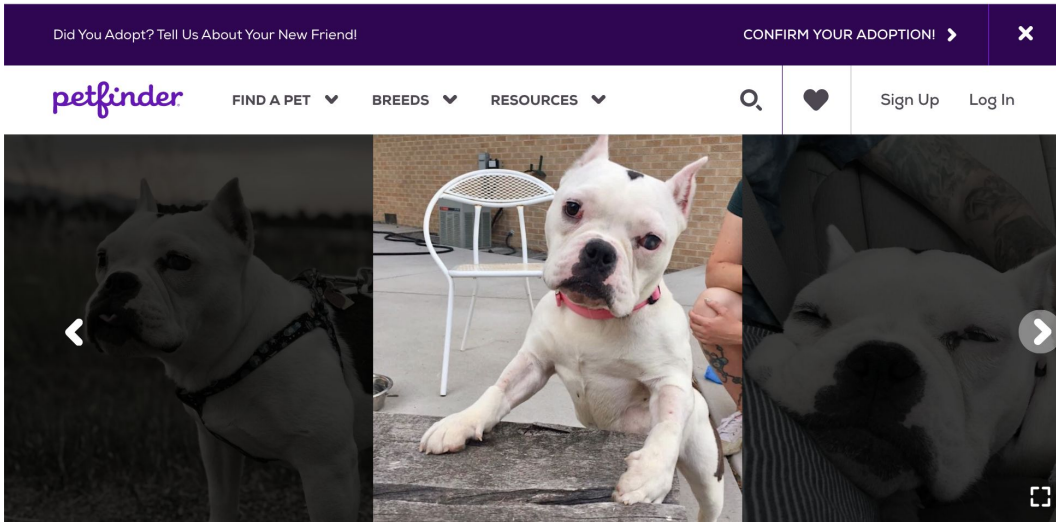 Did You Adopt? Tell Us About Your New Friend! CONFIRM YOUR ADOPTION!
petfinder FIND A PET BREEDS RESOURCES Sign Up Log In